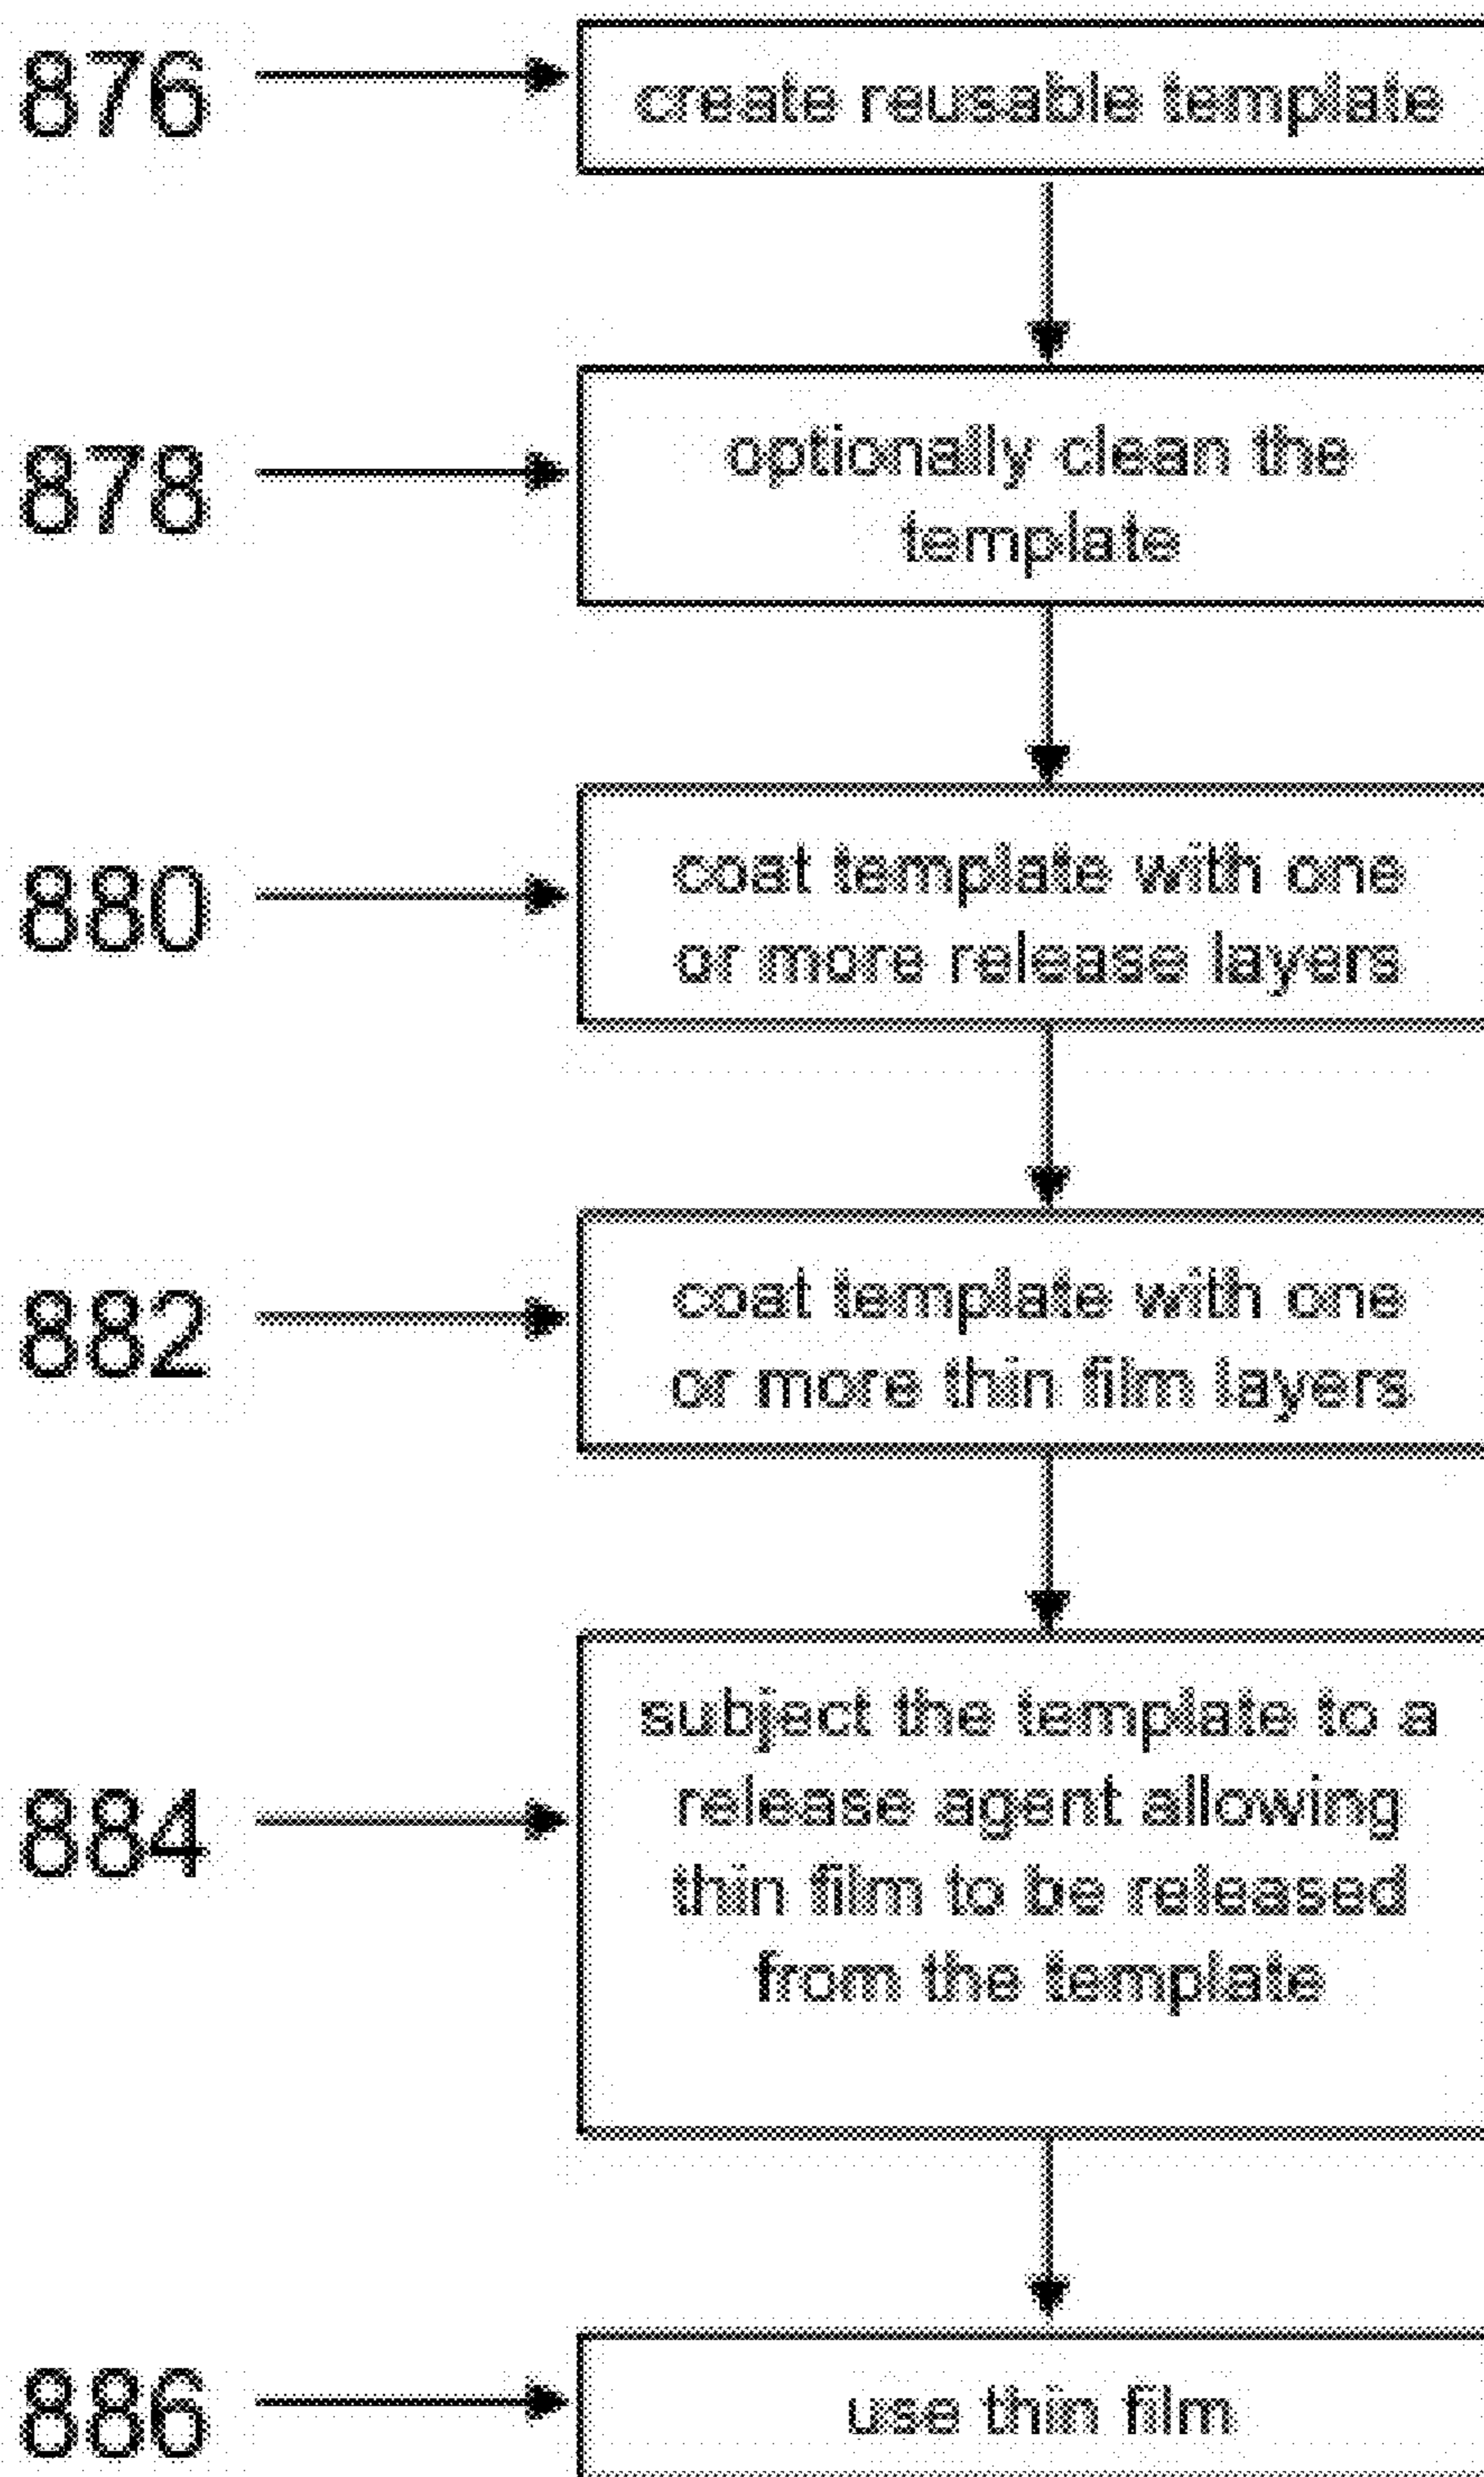 876
create reusable template
878
optionally clean the
template
880
coat template with one
or more release layers
882
coat template with one
or more thin film layers
884
subject the template to a
release agent allowing
thin film to be released
from the template
886
use thin film